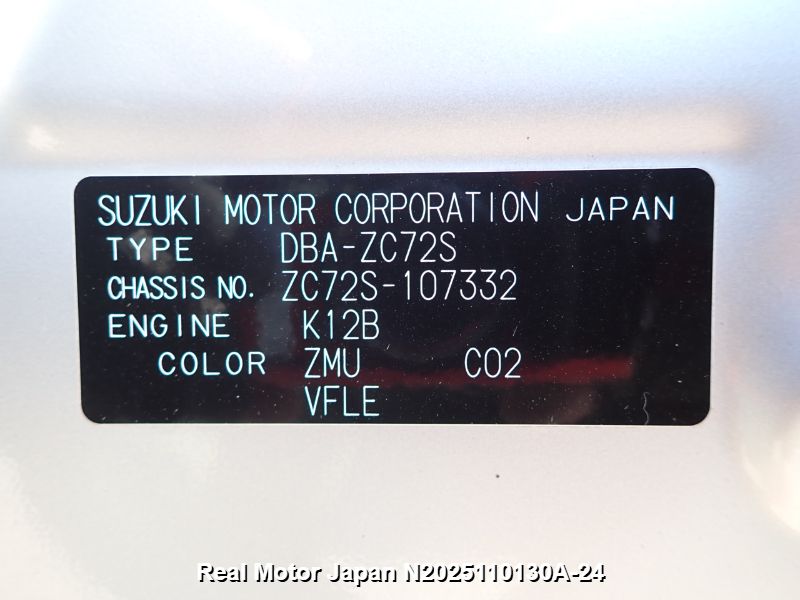 SUZUKI MOTOR CORPORATION JAPAN
TYPE DBA-ZC72S
CHASSIS NO. ZC72S-107332
ENGINE K12B
COLOR ZMU C02
VFLE
Real Motor Japan N2025110130A-24